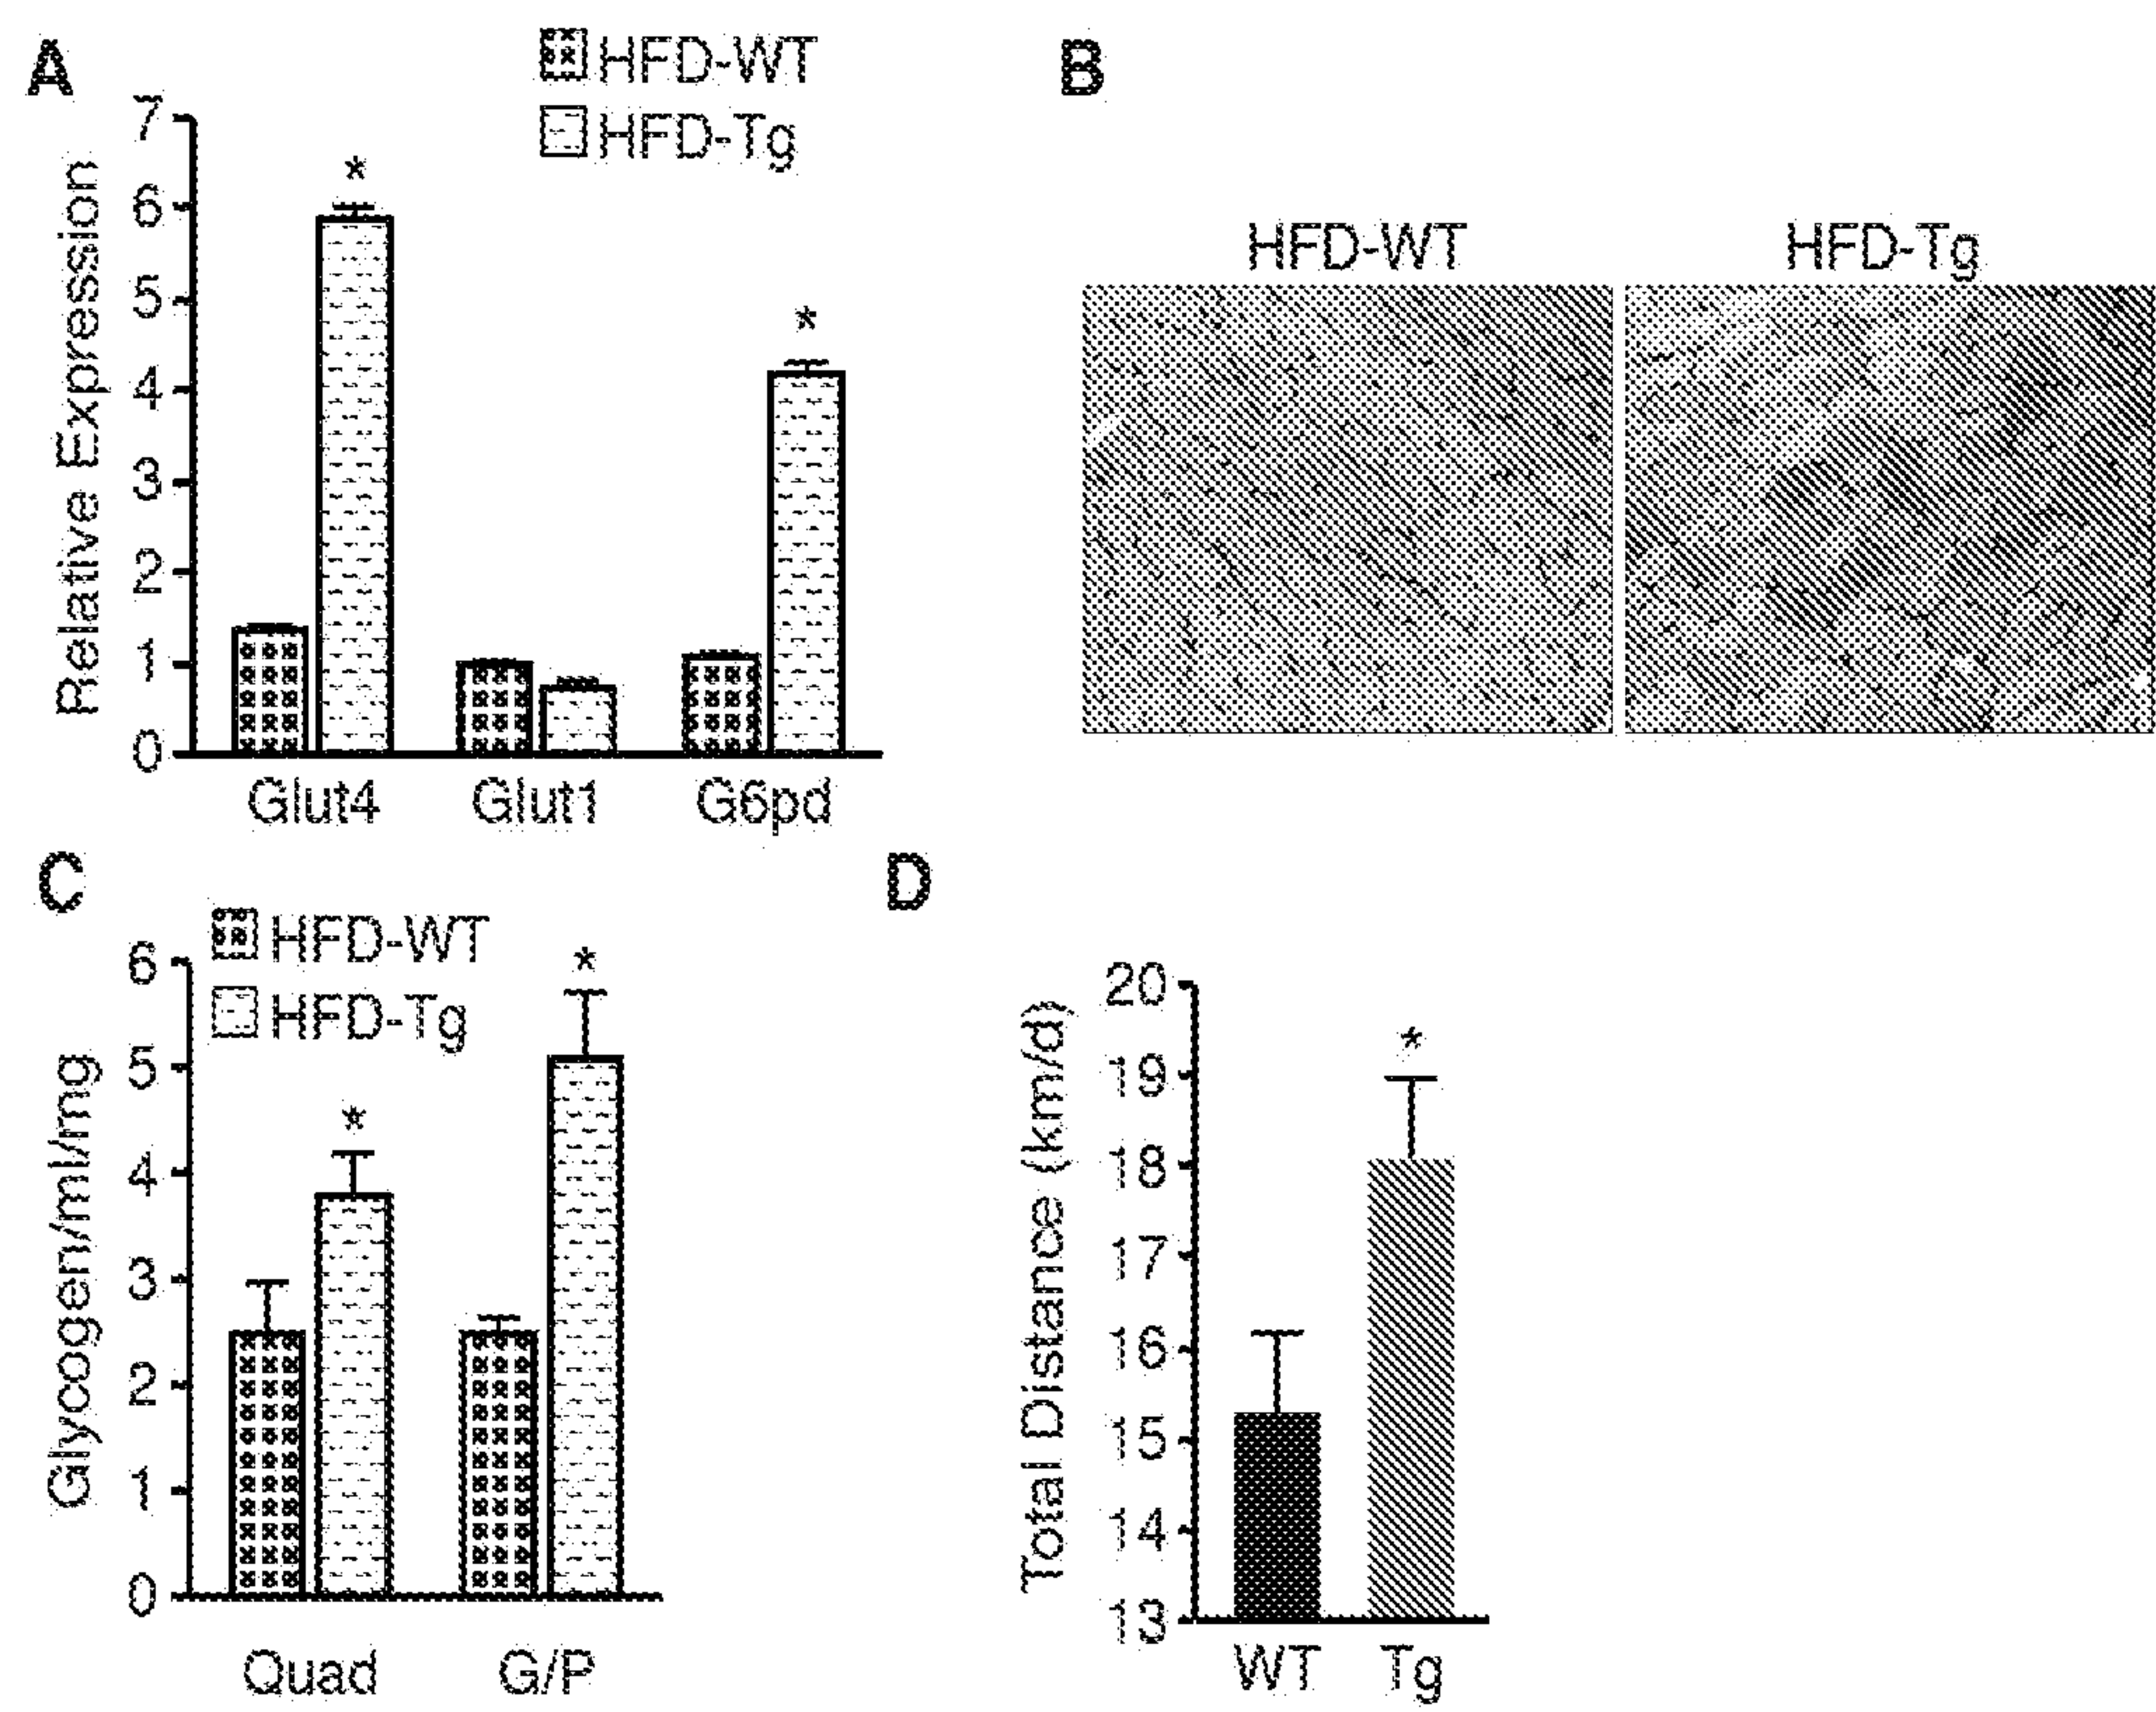 A
HFD-WT
HFD-Tg
Relative Expression
7
6
5
4
3
2
1
0
*
*
Glut4 Glut1 G6pd
B
HFD-WT HFD-Tg
C
HFD-WT
HFD-Tg
Glycogen/ml/mg
6
5
4
3
2
1
0
*
*
Quad G/P
D
Total Distance (km/d)
20
19
18
17
16
15
14
13
*
WT Tg